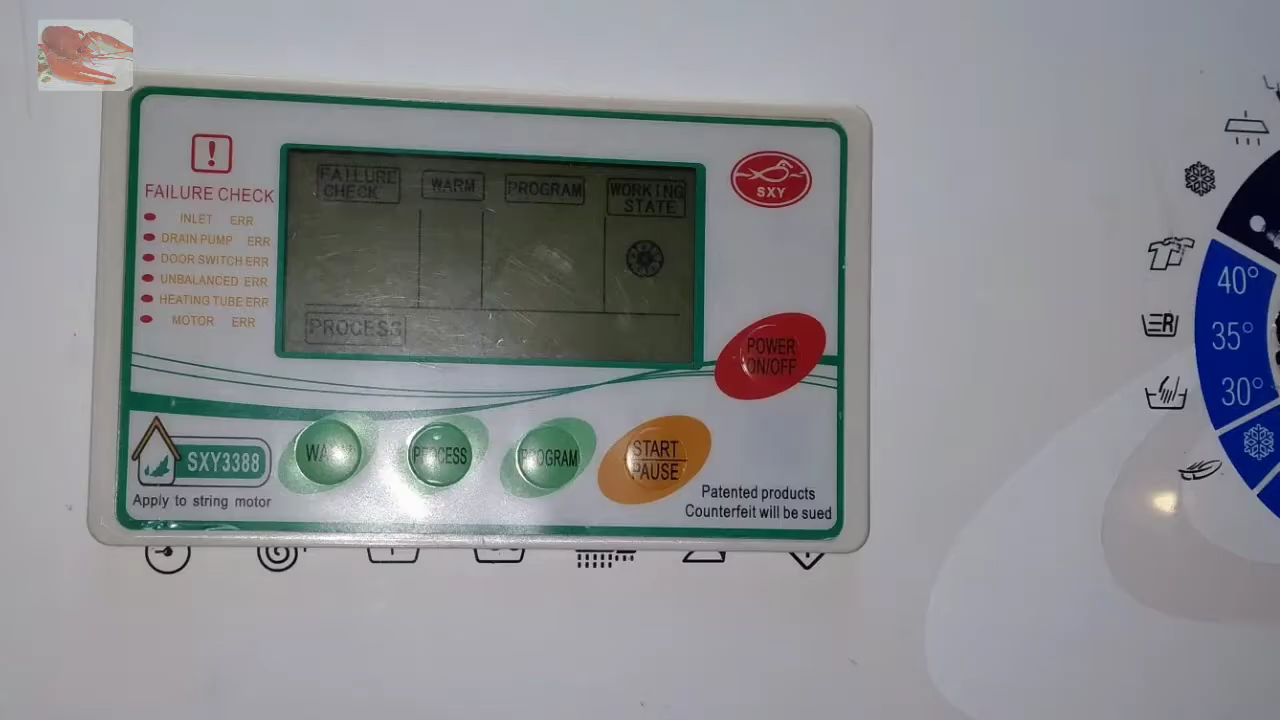 FAILURE CHECK
INLET ERR
DRAIN PUMP ERR
DOOR SWITCH ERR
UNBALANCED ERR
HEATING TUBE ERR
MOTOR ERR
FAILURE
CHECK
WARM
PROGRAM
WORKING
STATE
PROCESS
SXY
POWER
ON/OFF
SXY3388
Apply to string motor
WARM
PROCESS
PROGRAM
START
PAUSE
Patented products
Counterfeit will be sued
40°
35°
30°